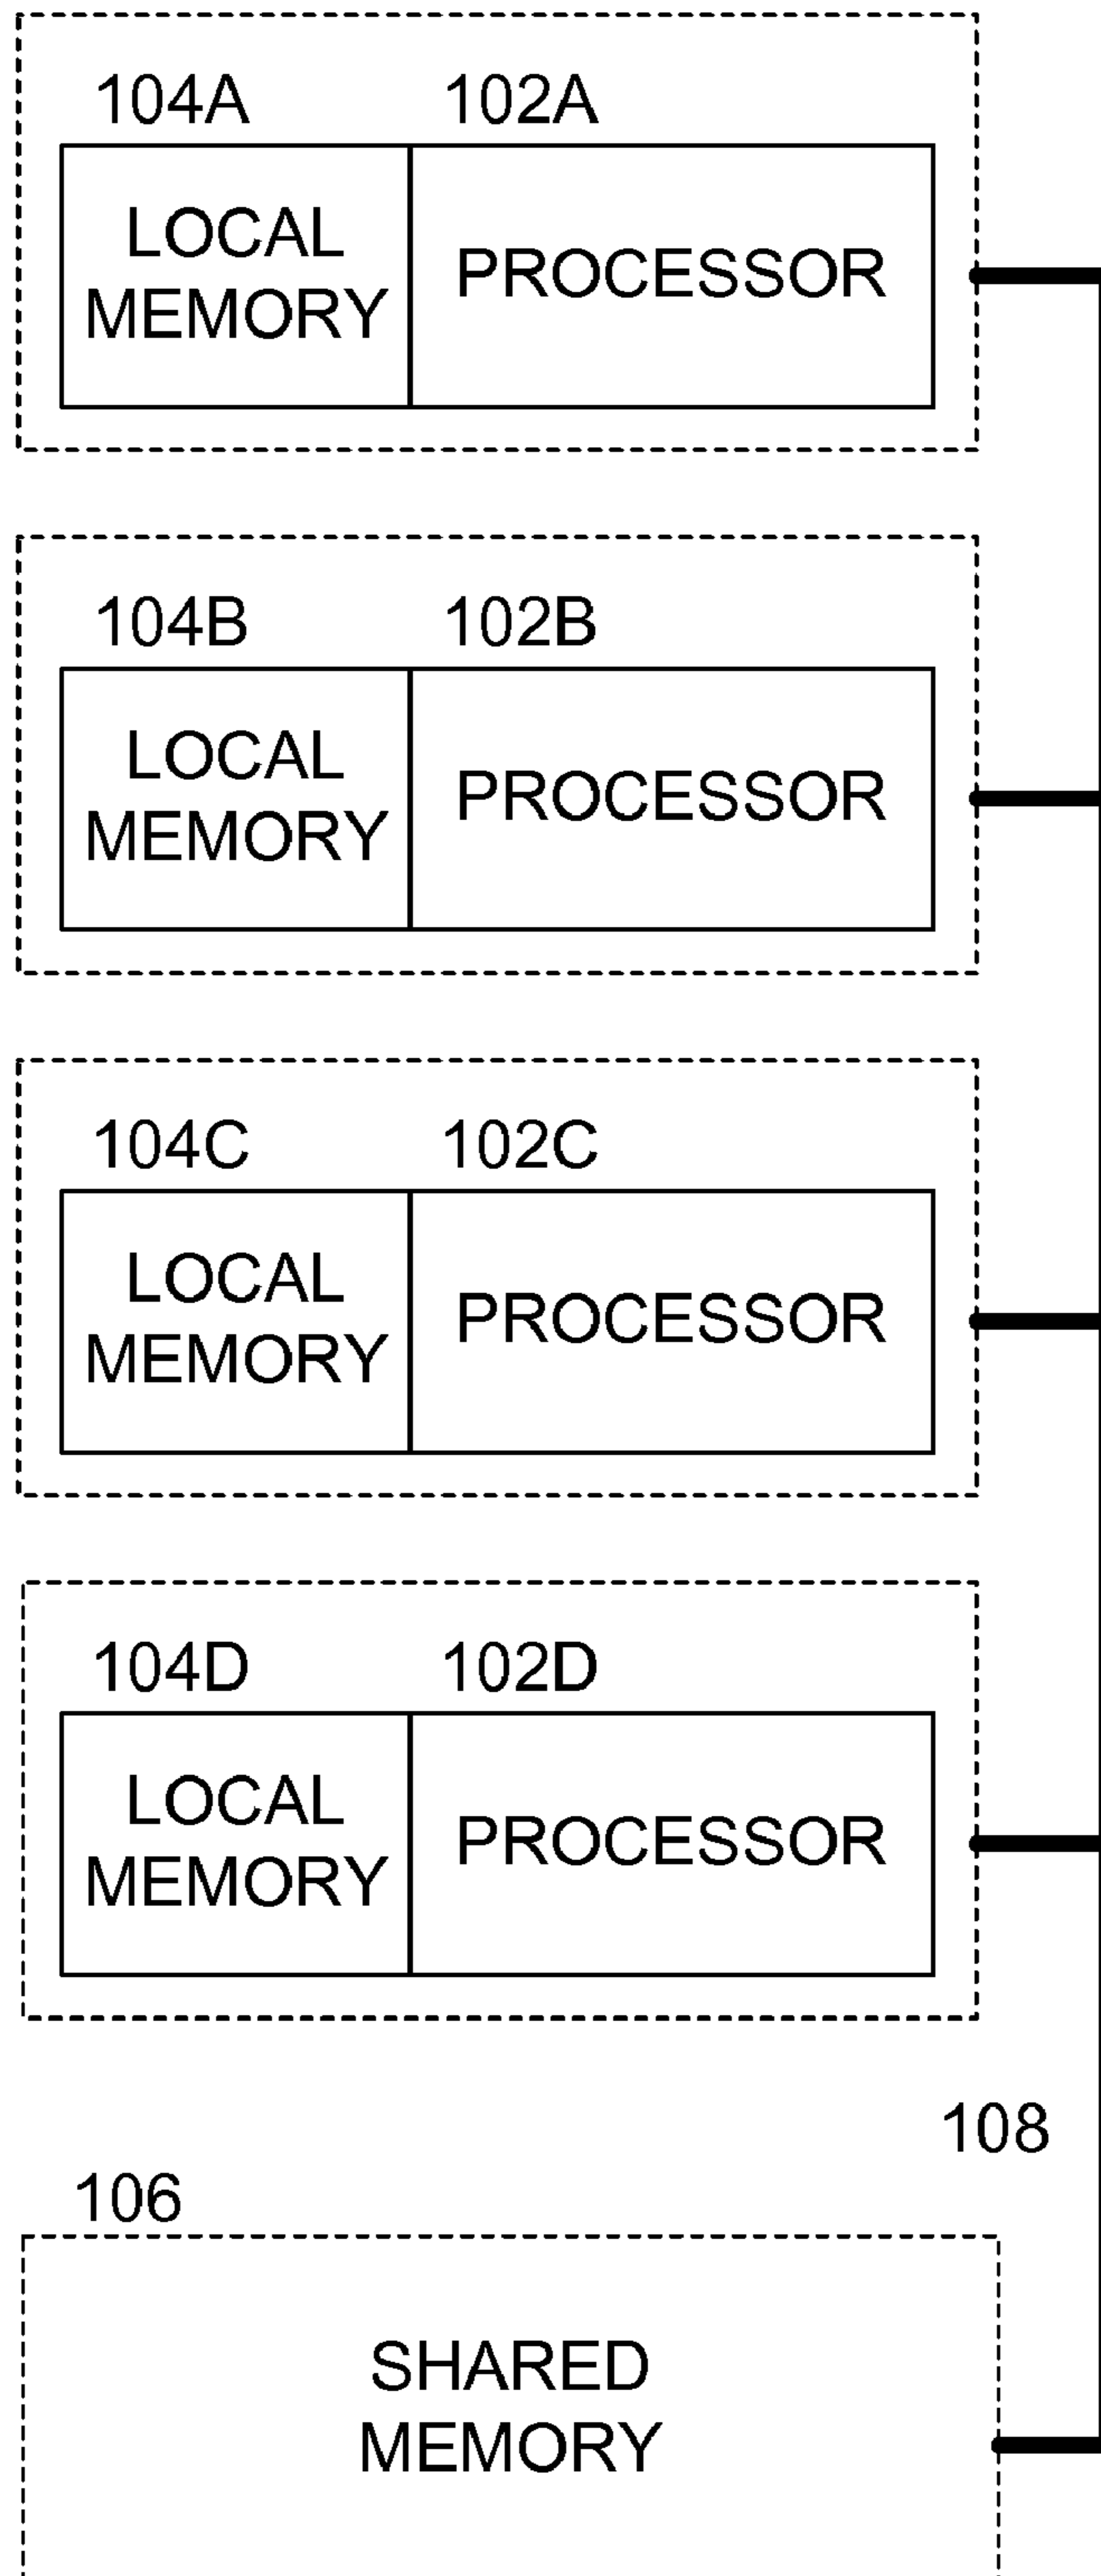 104A 102A
LOCAL
MEMORY
PROCESSOR
104B 102B
LOCAL
MEMORY
PROCESSOR
104C 102C
LOCAL
MEMORY
PROCESSOR
104D 102D
LOCAL
MEMORY
PROCESSOR
108
106
SHARED
MEMORY